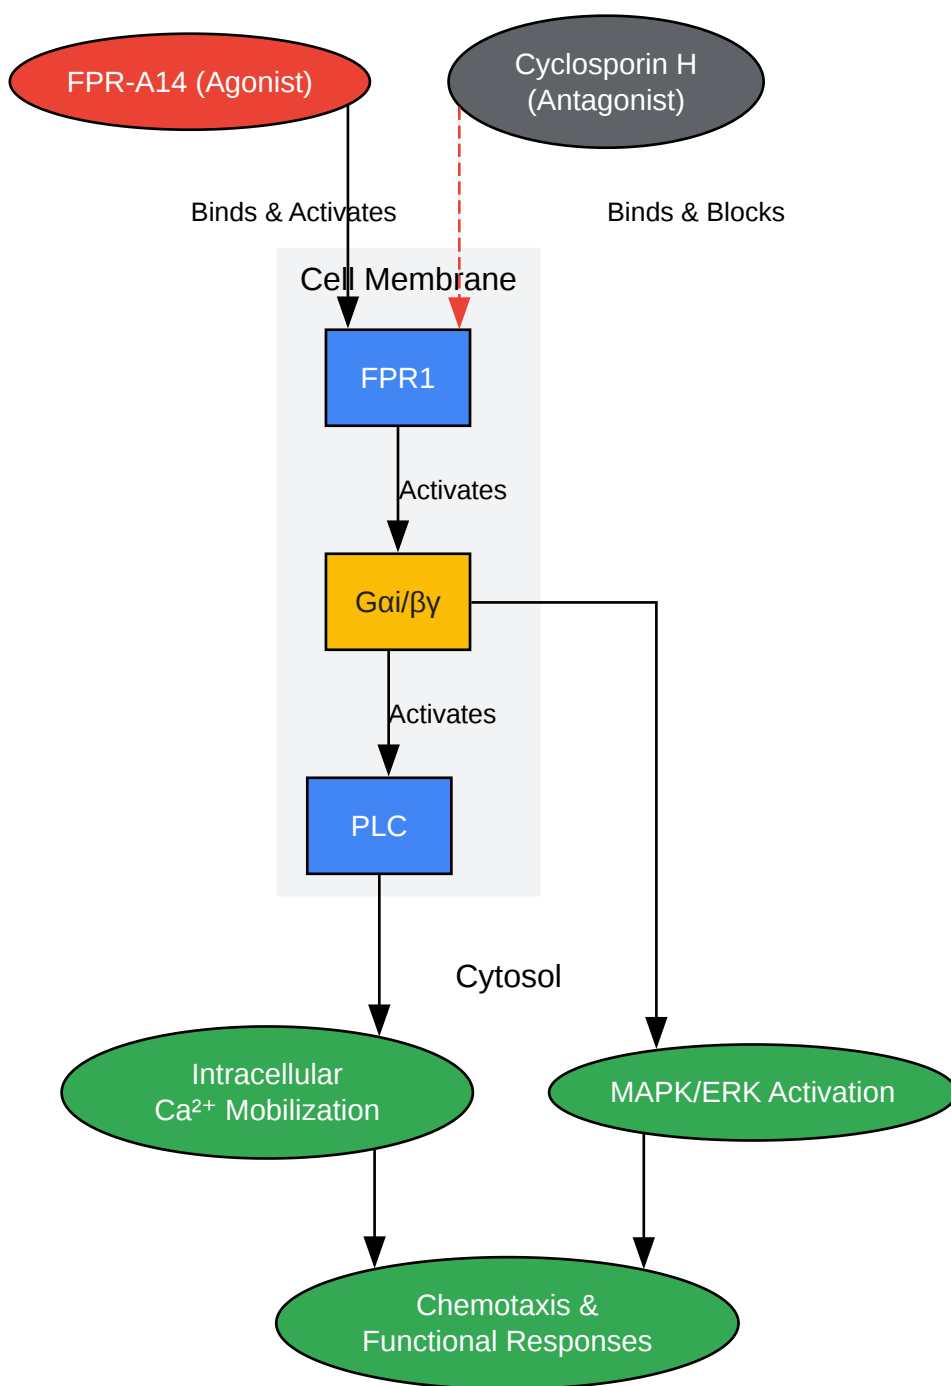 FPR-A14 (Agonist)
Cyclosporin H
(Antagonist)
Binds & Activates
Binds & Blocks
Cell Membrane
FPR1
Activates
Gαi/βγ
Activates
PLC
Cytosol
Intracellular
Ca²⁺ Mobilization
MAPK/ERK Activation
Chemotaxis &
Functional Responses